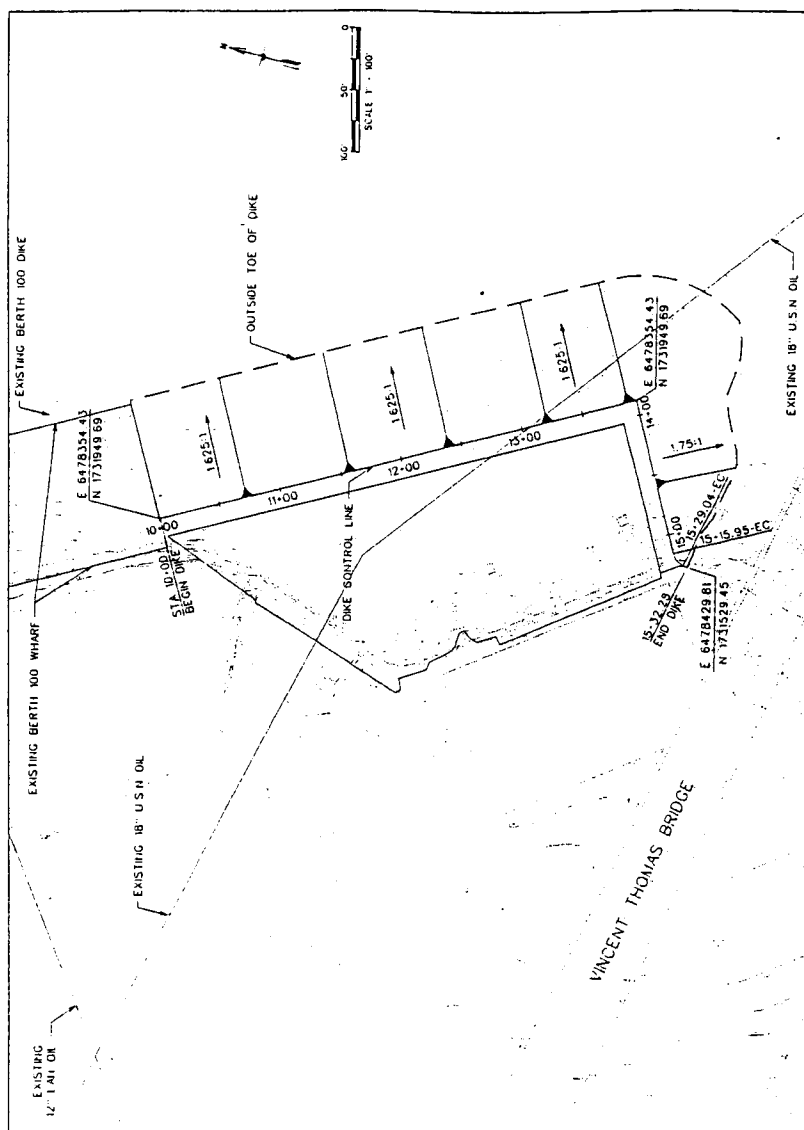 N
0
50'
100'
SCALE 1" - 100'
EXISTING BERTH 100 DIKE
EXISTING BERTH 100 WHARF
OUTSIDE TOE OF DIKE
E 6478354.43
N 1731949.69
10+00
STA 10+00
BEGIN DIKE
1.625:1
11+00
DIKE CONTROL LINE
1.625:1
12+00
13+00
1.625:1
14+00
E 6478354.43
N 1731949.69
1.75:1
15+00
15+29.04-EC
15+15.95-EC
15+32.29
END DIKE
E 6478429.81
N 1731529.45
EXISTING 18" U.S.N OIL
EXISTING 18" U.S.N OIL
EXISTING
OIL
VINCENT THOMAS BRIDGE